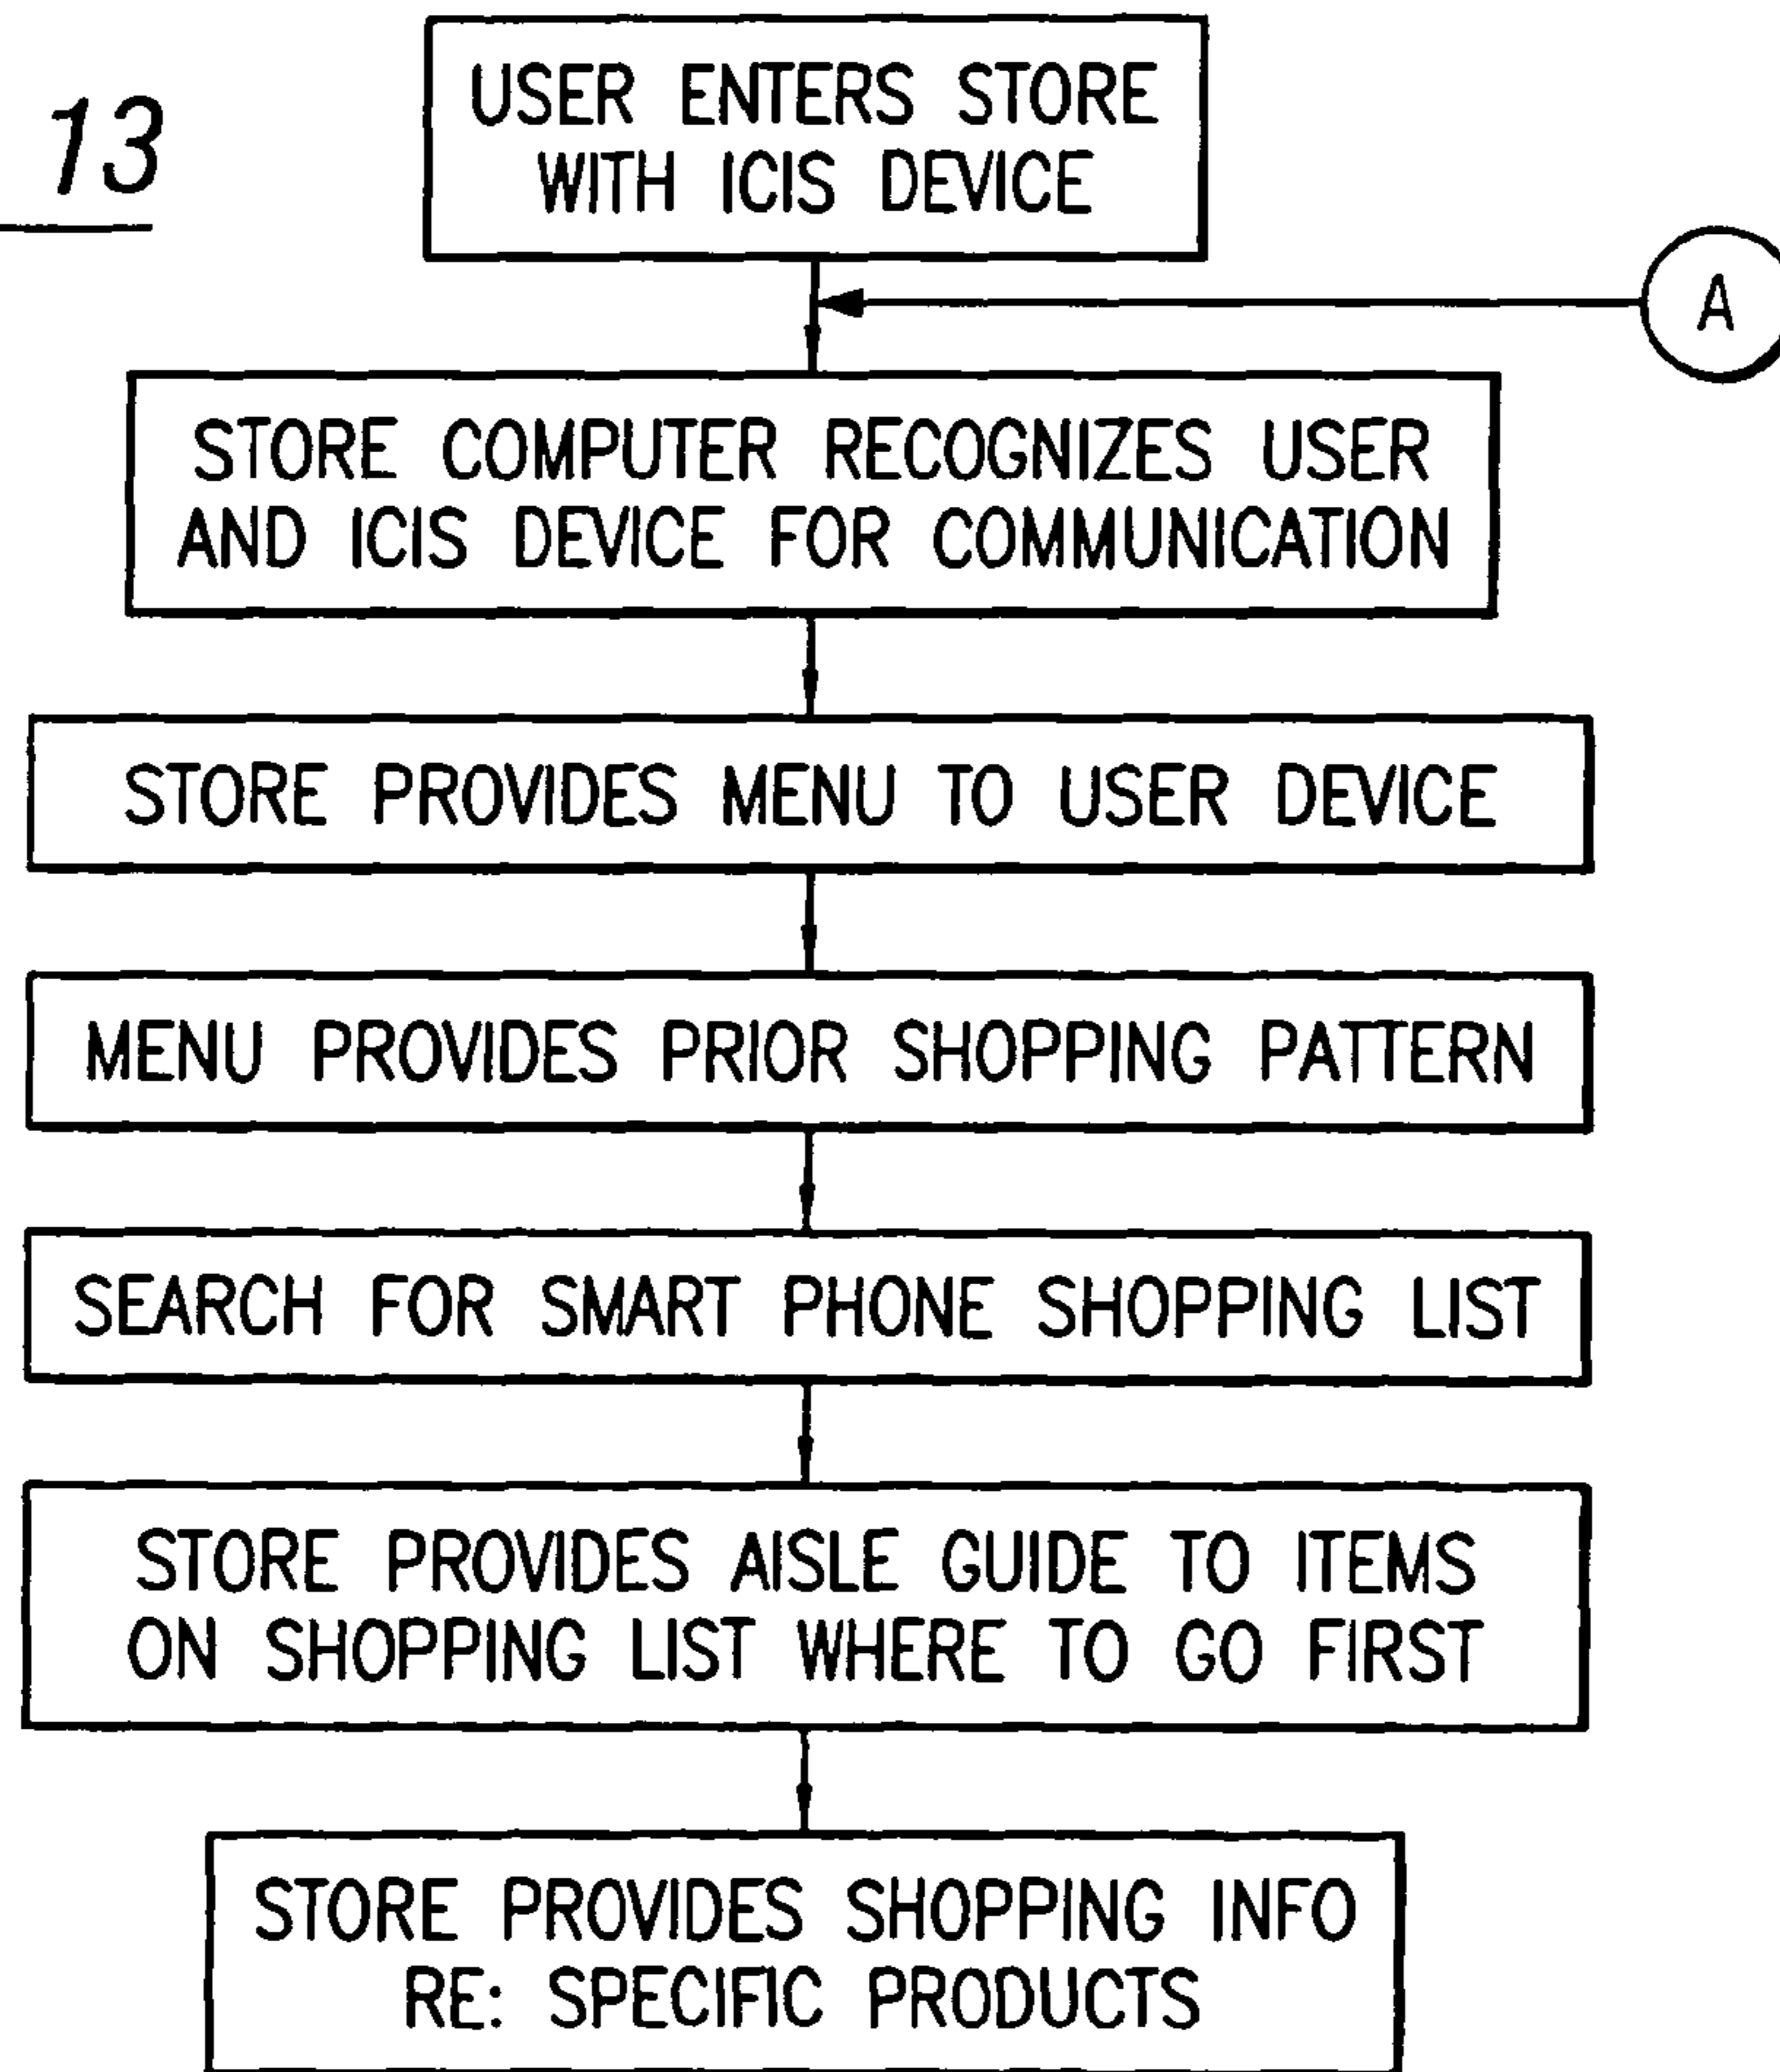 13
USER ENTERS STORE
WITH ICIS DEVICE
A
STORE COMPUTER RECOGNIZES USER
AND ICIS DEVICE FOR COMMUNICATION
STORE PROVIDES MENU TO USER DEVICE
MENU PROVIDES PRIOR SHOPPING PATTERN
SEARCH FOR SMART PHONE SHOPPING LIST
STORE PROVIDES AISLE GUIDE TO ITEMS
ON SHOPPING LIST WHERE TO GO FIRST
STORE PROVIDES SHOPPING INFO
RE: SPECIFIC PRODUCTS